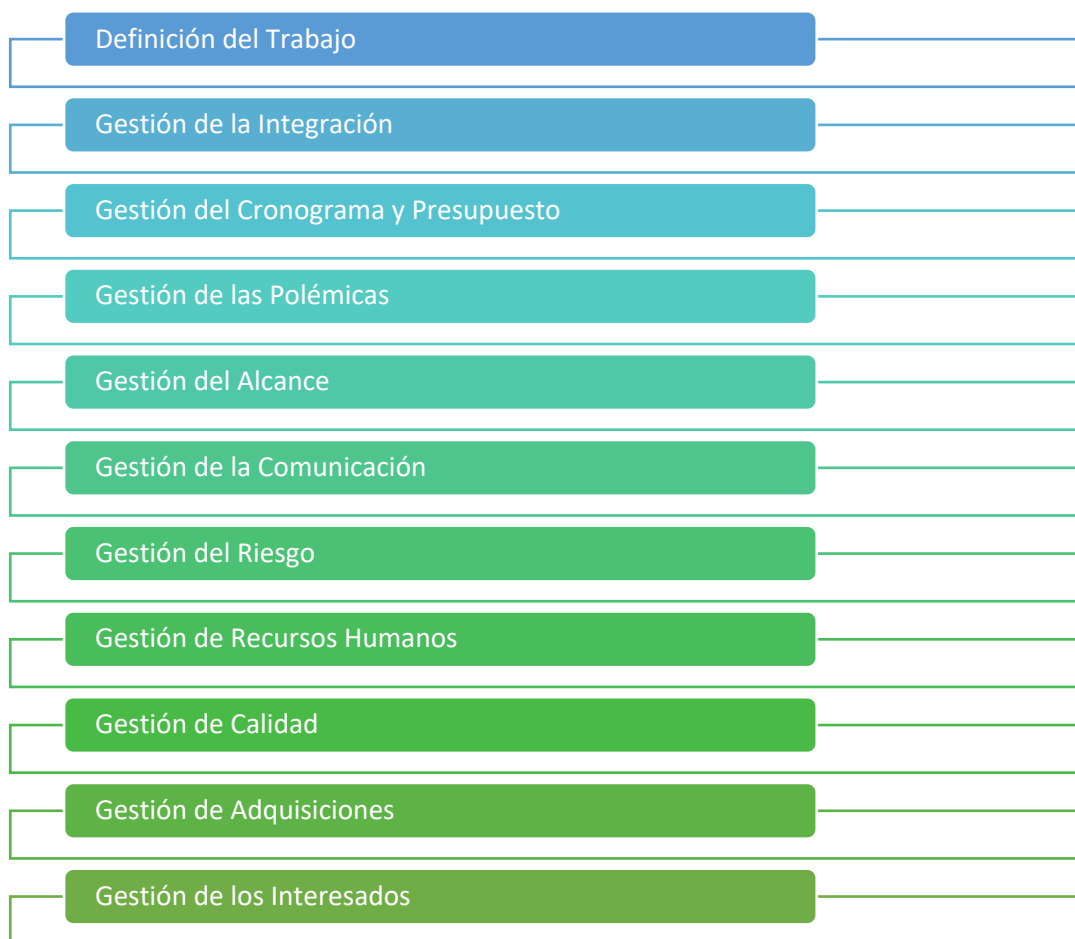 Definición del Trabajo
Gestión de la Integración
Gestión del Cronograma y Presupuesto
Gestión de las Polémicas
Gestión del Alcance
Gestión de la Comunicación
Gestión del Riesgo
Gestión de Recursos Humanos
Gestión de Calidad
Gestión de Adquisiciones
Gestión de los Interesados